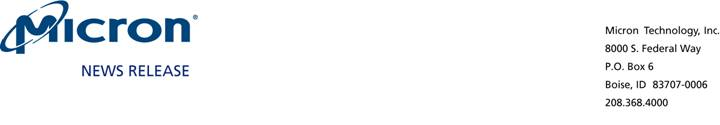 Micron®
NEWS RELEASE
Micron Technology, Inc.
8000 S. Federal Way
P.O. Box 6
Boise, ID 83707-0006
208.368.4000